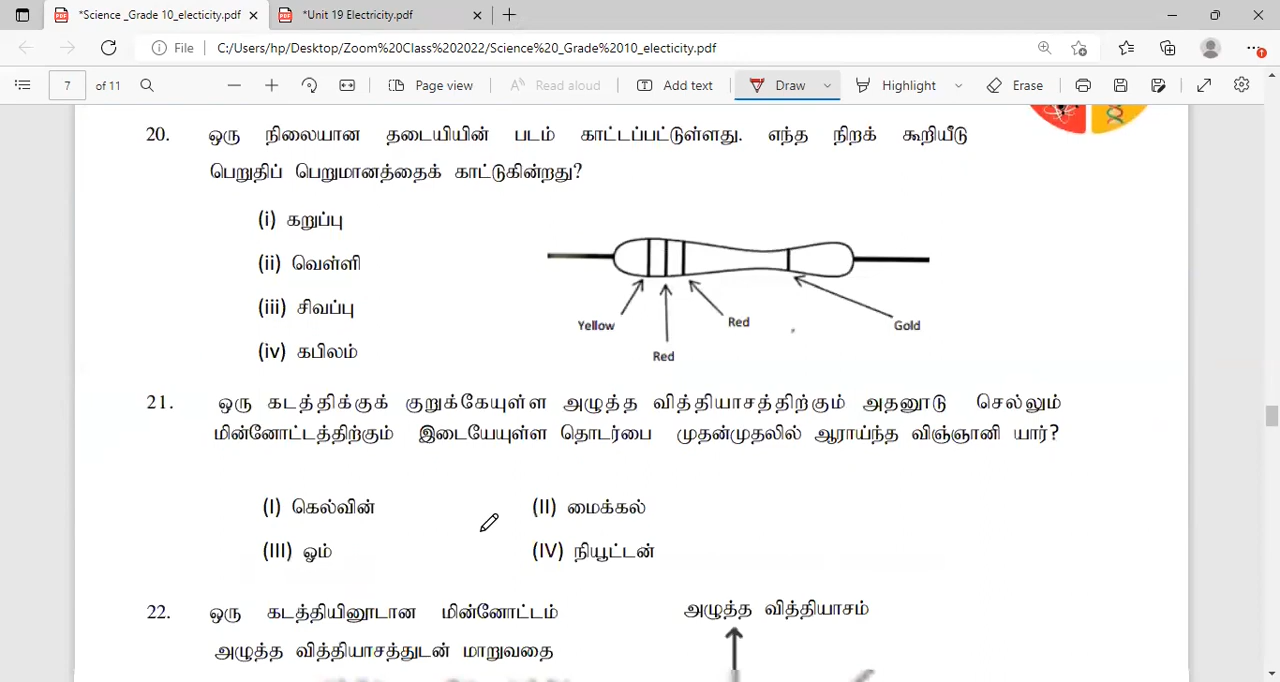 *Science _Grade 10_electicity.pdf
*Unit 19 Electricity.pdf
File C:/Users/hp/Desktop/Zoom%20Class%202022/Science%20_Grade%2010_electicity.pdf
7 of 11 Page view Read aloud Add text Draw Highlight Erase
20. ஒரு நிலையான தடையியின் படம் காட்டப்பட்டுள்ளது. எந்த நிறக் கூறியீடு
பெறுதிப் பெறுமானத்தைக் காட்டுகின்றது?
(i) கறுப்பு
(ii) வெள்ளி
(iii) சிவப்பு
(iv) கபிலம்
Yellow
Red
Red
Gold
21. ஒரு கடத்திக்குக் குறுக்கேயுள்ள அழுத்த வித்தியாசத்திற்கும் அதனூடு செல்லும்
மின்னோட்டத்திற்கும் இடையேயுள்ள தொடர்பை முதன்முதலில் ஆராய்ந்த விஞ்ஞானி யார்?
(I) கெல்வின் (II) மைக்கல்
(III) ஓம் (IV) நியூட்டன்
22. ஒரு கடத்தியினூடான மின்னோட்டம்
அழுத்த வித்தியாசத்துடன் மாறுவதை
அழுத்த வித்தியாசம்